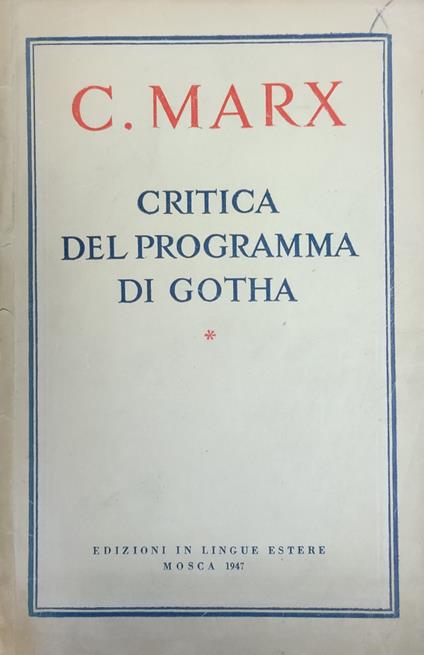 C. MARX
CRITICA
DEL PROGRAMMA
DI GOTHA
*
EDIZIONI IN LINGUE ESTERE
MOSCA 1947